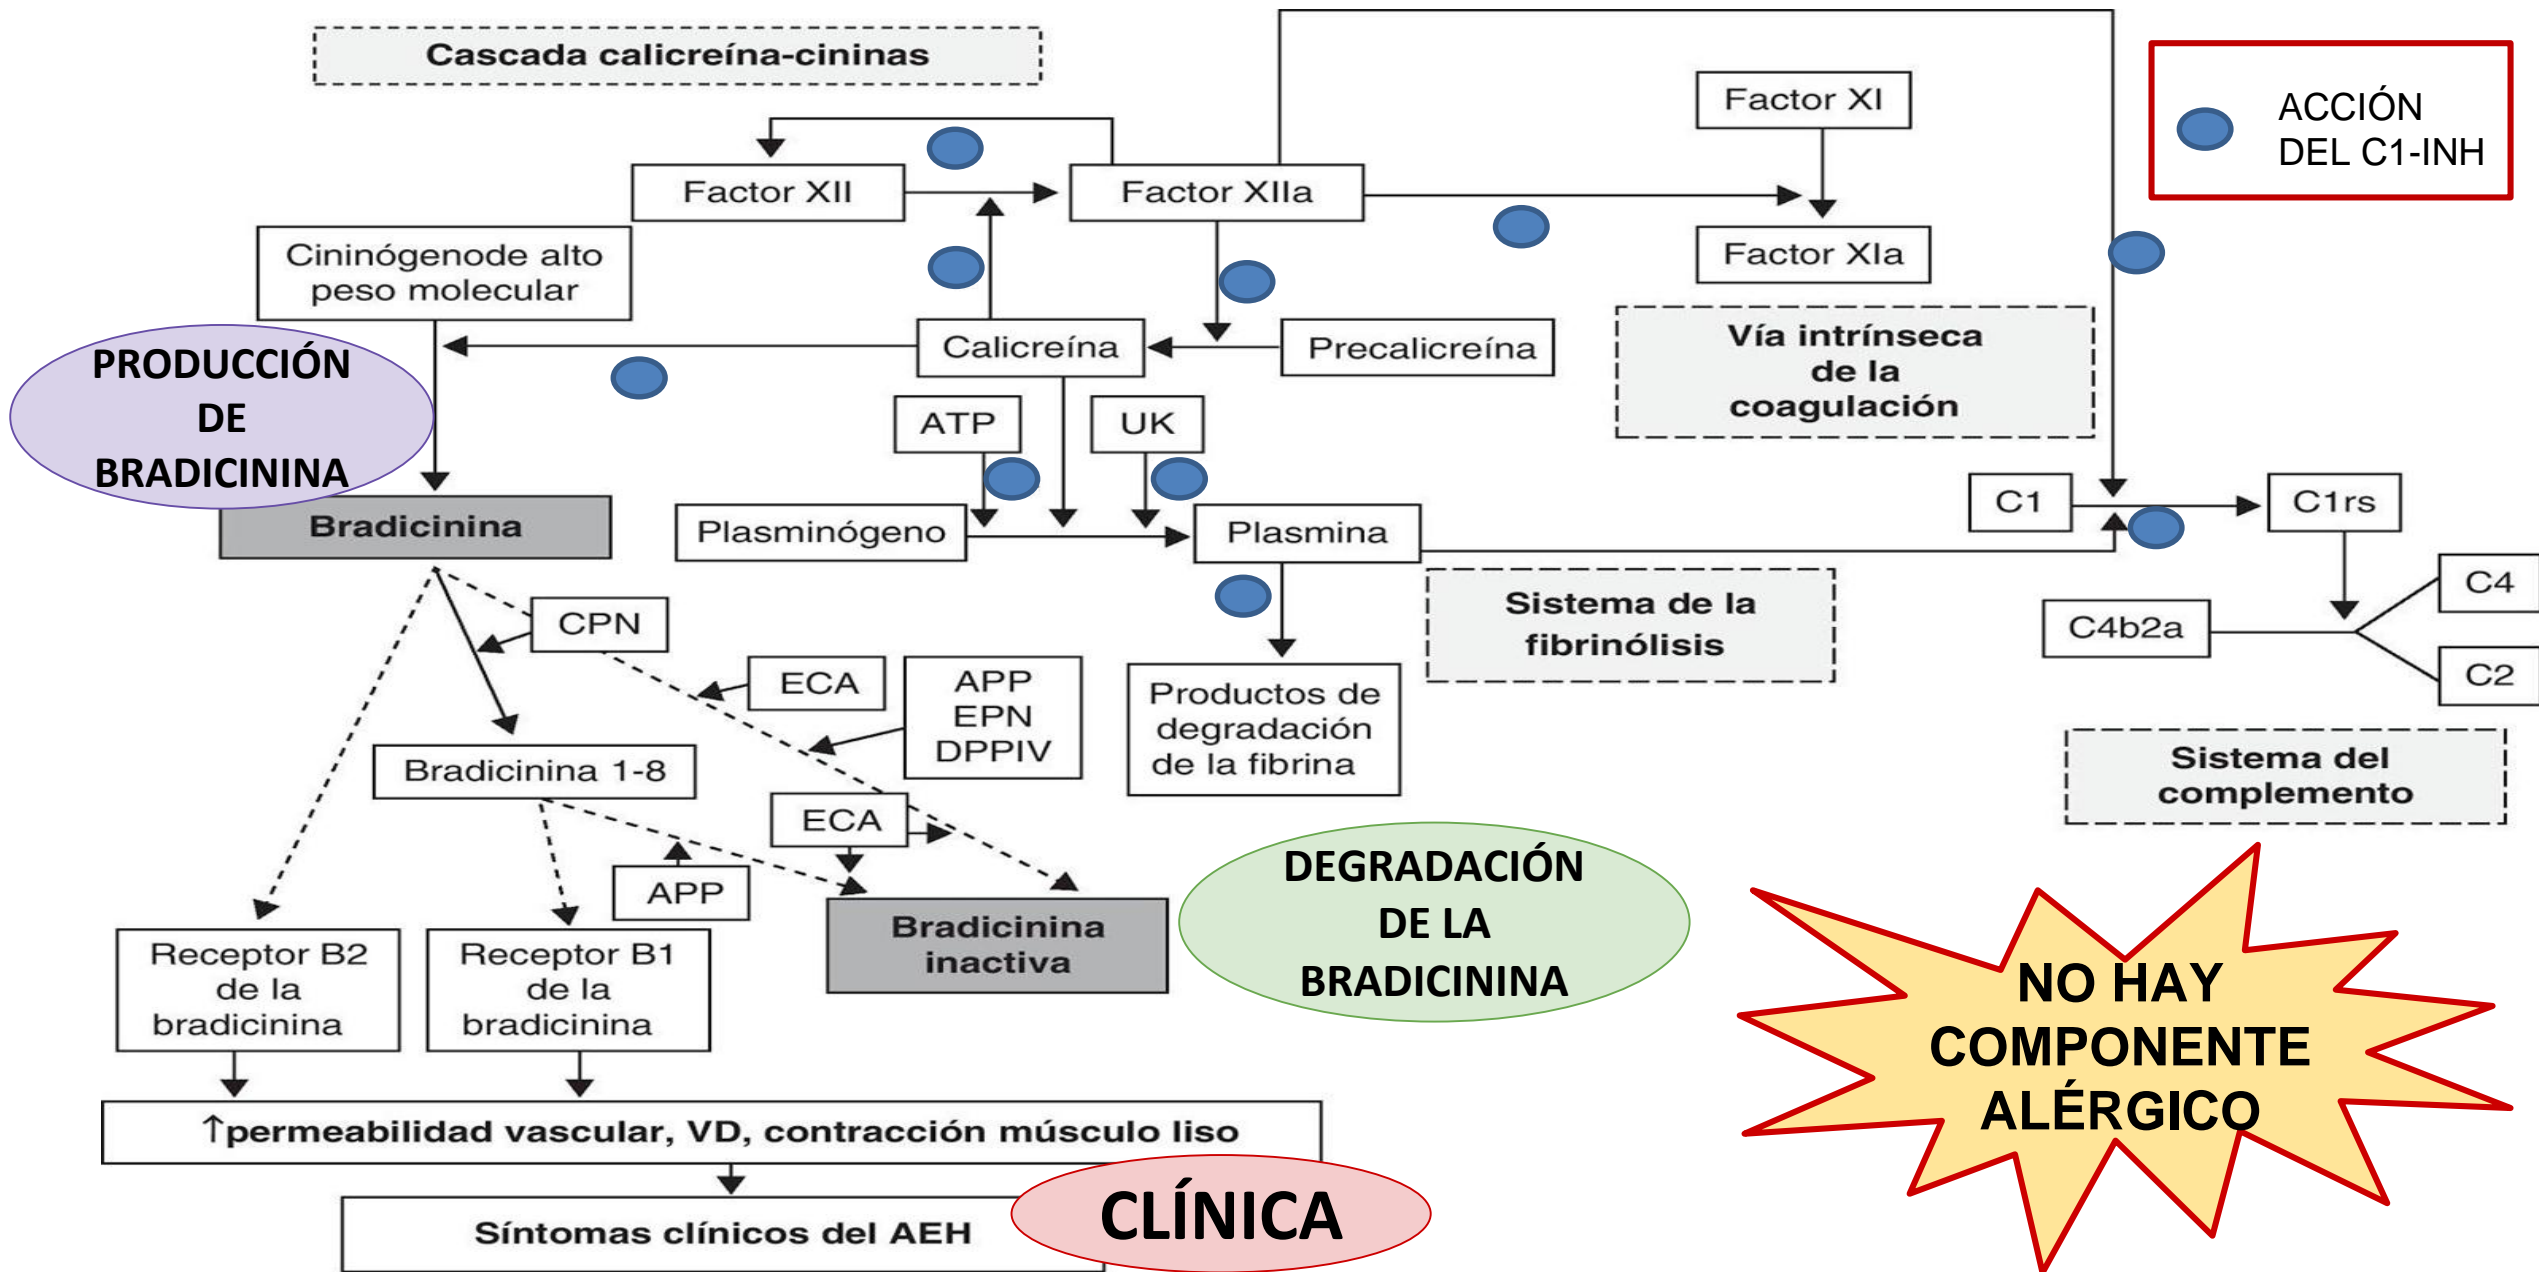 Cascada calicreína-cininas
Factor XI
ACCIÓN
DEL C1-INH
Factor XII
Factor XIIa
Factor XIa
Cininógenode alto
peso molecular
Calicreína
Precalicreína
Vía intrínseca
de la
coagulación
PRODUCCIÓN
DE
BRADICININA
ATP
UK
Bradicinina
Plasminógeno
Plasmina
C1
C1rs
Sistema de la
fibrinólisis
C4
C4b2a
C2
CPN
ECA
APP
EPN
DPPIV
Productos de
degradación
de la fibrina
Sistema del
complemento
Bradicinina 1-8
ECA
APP
DEGRADACIÓN
DE LA
BRADICININA
Bradicinina
inactiva
Receptor B2
de la
bradicinina
Receptor B1
de la
bradicinina
NO HAY
COMPONENTE
ALÉRGICO
↑permeabilidad vascular, VD, contracción músculo liso
CLÍNICA
Síntomas clínicos del AEH